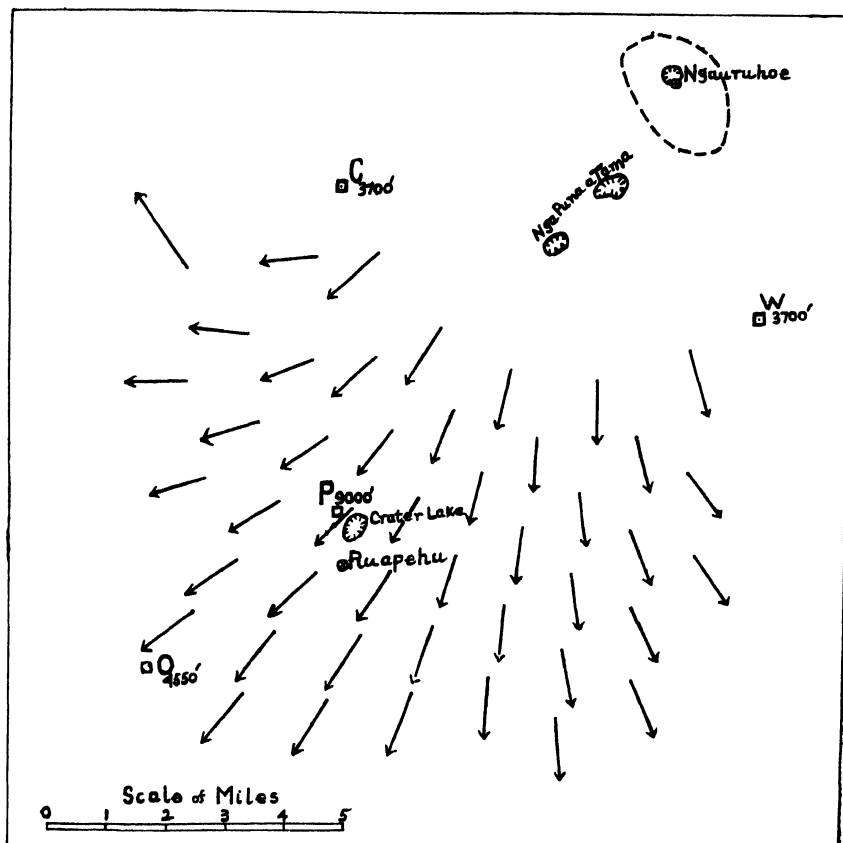 Ngauruhoe
C
3700'
Nga Puna a Tama
W
3700'
P 9000'
Crater Lake
Ruapehu
O
4550'
Scale of Miles
0 1 2 3 4 5